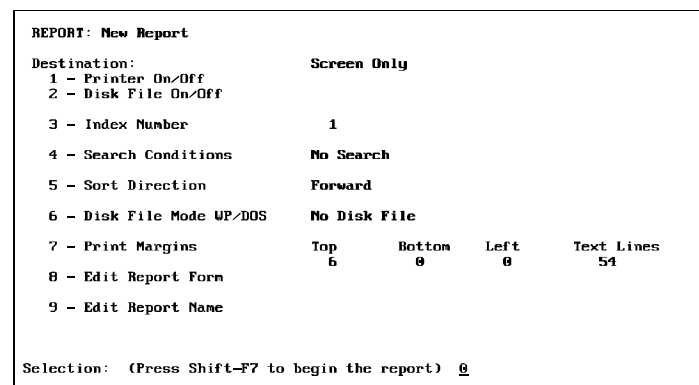 REPORT: New Report
Destination: Screen Only
1 - Printer On/Off
2 - Disk File On/Off
3 - Index Number 1
4 - Search Conditions No Search
5 - Sort Direction Forward
6 - Disk File Mode WP/DOS No Disk File
7 - Print Margins Top Bottom Left Text Lines
6 0 0 54
8 - Edit Report Form
9 - Edit Report Name
Selection: (Press Shift-F7 to begin the report) 0